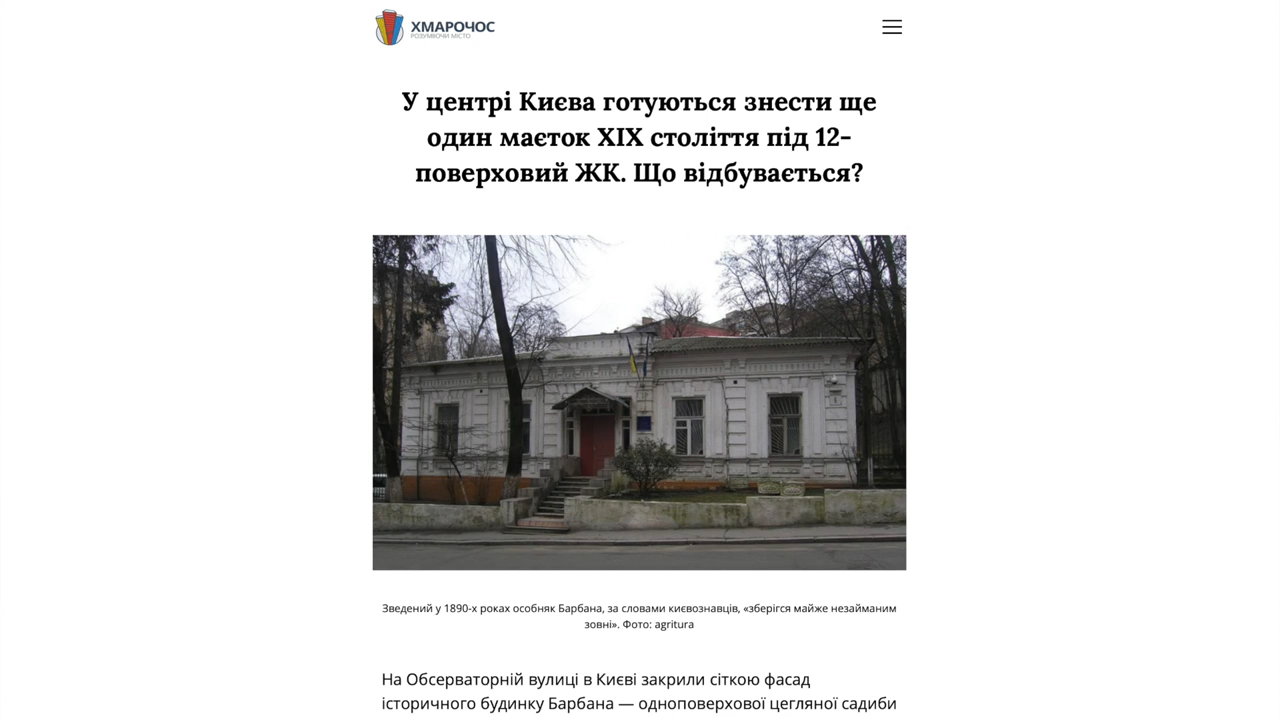 ХМАРОЧОС
РОЗУМІЮЧИ МІСТО
У центрі Києва готуються знести ще
один маєток XIX століття під 12-
поверховий ЖК. Що відбувається?
Зведений у 1890-х роках особняк Барбана, за словами києвознавців, «зберігся майже незайманим
зовні». Фото: agritura
На Обсерваторній вулиці в Києві закрили сіткою фасад
історичного будинку Барбана — одноповерхової цегляної садиби